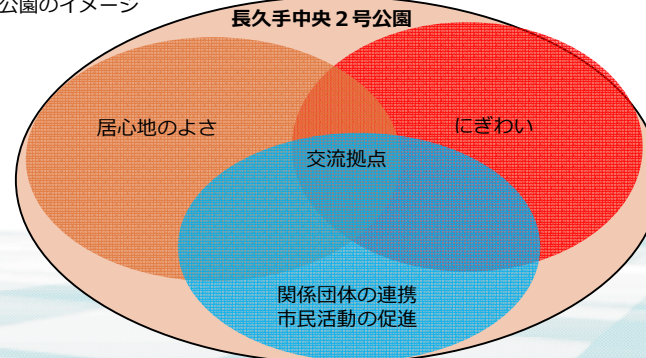 公園のイメージ
長久手中央２号公園
居心地のよさ
にぎわい
交流拠点
関係団体の連携
市民活動の促進